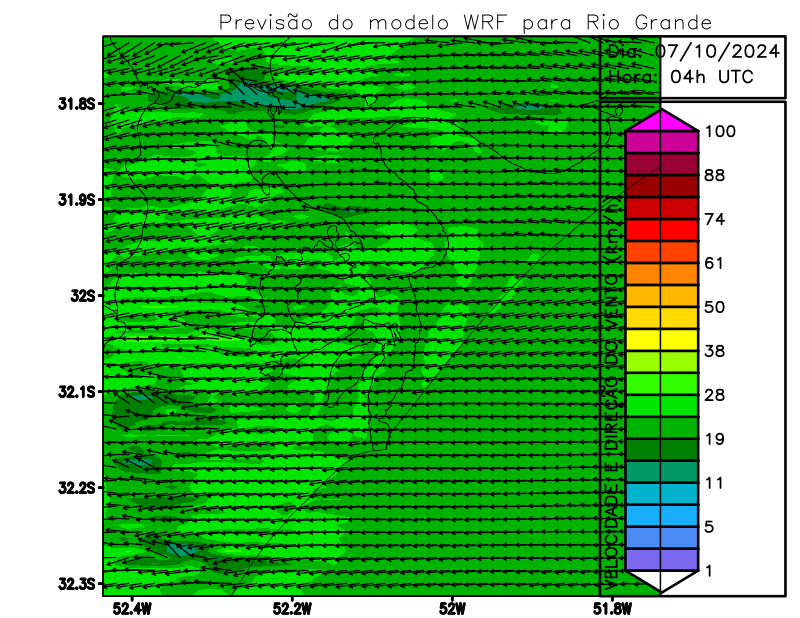 Previsão do modelo WRF para Rio Grande
Dia: 07/10/2024
Hora: 04h UTC
31.8S
31.9S
32S
32.1S
32.2S
32.3S
52.4W
52.2W
52W
51.8W
VELOCIDADE E DIREÇÃO DO VENTO (km/h)
100
88
74
61
50
38
28
19
11
5
1